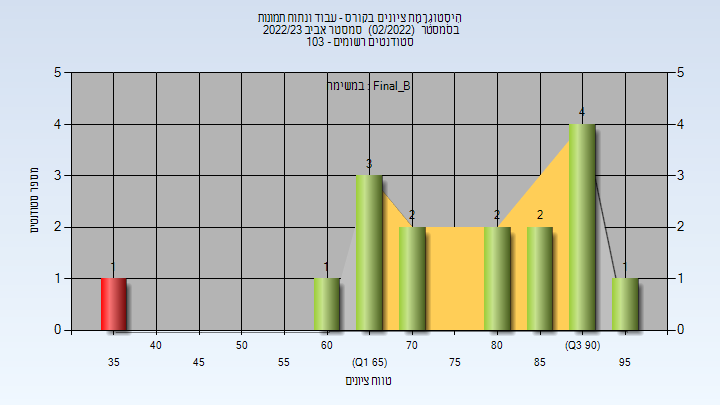 היסטוגרמת ציונים בקורס - עבוד ונתוח תמונות
בסמסטר (02/2022) סמסטר אביב 2022/23
סטודנטים רשומים - 103
במשימה : Final_B
מספר סטודנטים
5 5
4 4
3 3
2 2
1 1
0 0
1 1 3 2 2 2 4 1
40 50 60 70 80 (Q3 90)
35 45 55 (Q1 65) 75 85 95
טווח ציונים